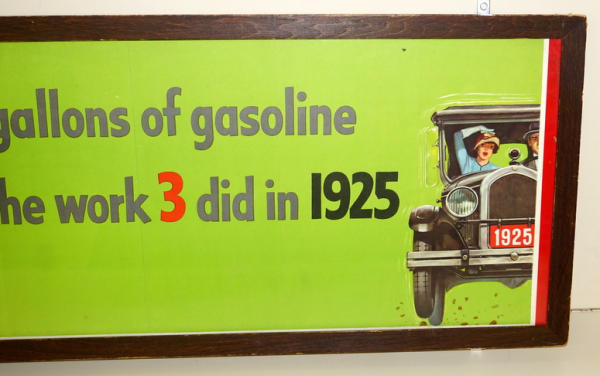 gallons of gasoline
he work 3 did in 1925
1925